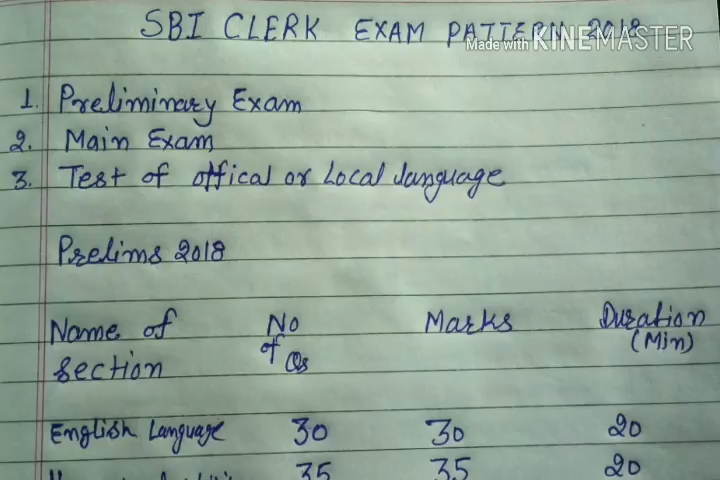 SBI CLERK EXAM PATTERN 2018
Made with KINEMASTER
1. Preliminary Exam
2. Main Exam
3. Test of offical or Local language
Prelims 2018
Name of section No of Qs Marks Duration (Min)
English Language 30 30 20
35 35 20